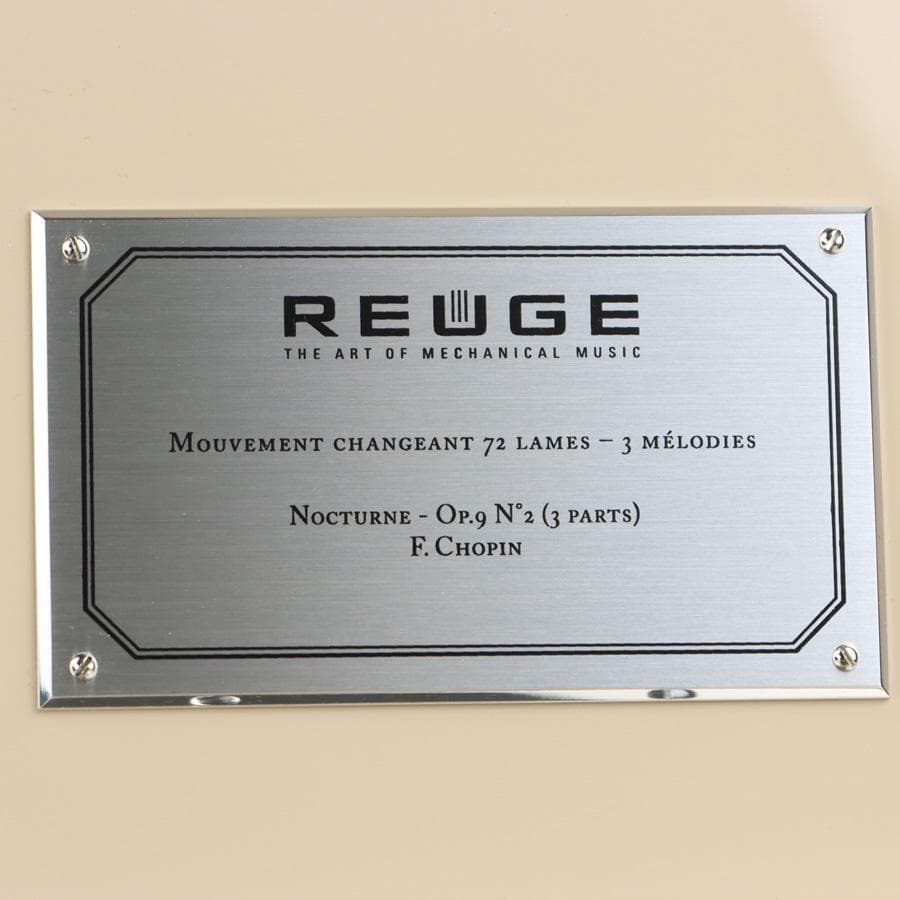 REUGE
THE ART OF MECHANICAL MUSIC
Mouvement changeant 72 lames – 3 mélodies
Nocturne - Op.9 N°2 (3 parts)
F. Chopin